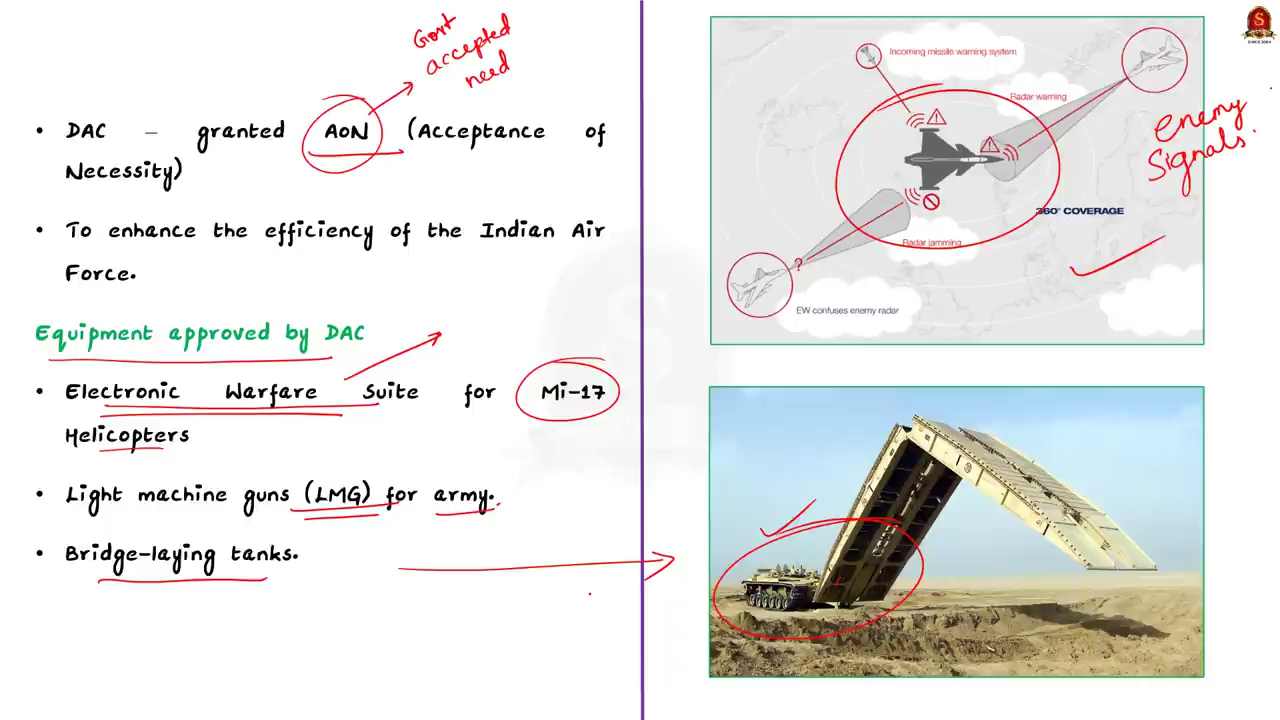 Govt
accepted
need
• DAC – granted AoN (Acceptance of
Necessity)
• To enhance the efficiency of the Indian Air
Force.
Equipment approved by DAC
• Electronic Warfare Suite for Mi-17
Helicopters
• Light machine guns (LMG) for army.
• Bridge-laying tanks.
Incoming missile warning system
Radar warning
Enemy
Signals.
360° COVERAGE
Radar jamming
?
EW confuses enemy radar
S
SINCE 2004